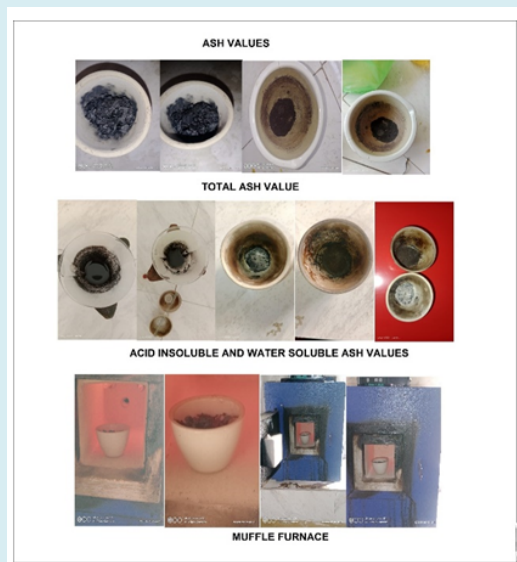 ASH VALUES
TOTAL ASH VALUE
ACID INSOLUBLE AND WATER SOLUBLE ASH VALUES
MUFFLE FURNACE